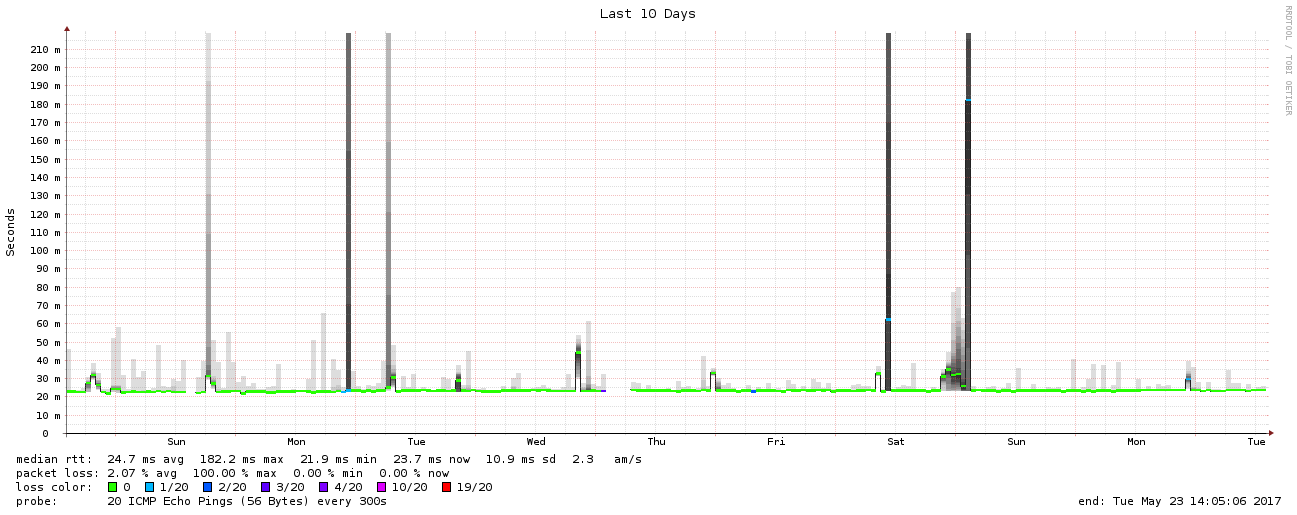 Last 10 Days
RRDTOOL / TOBI OETIKER
Seconds
210 m
200 m
190 m
180 m
170 m
160 m
150 m
140 m
130 m
120 m
110 m
100 m
90 m
80 m
70 m
60 m
50 m
40 m
30 m
20 m
10 m
0
Sun Mon Tue Wed Thu Fri Sat Sun Mon Tue
median rtt: 24.7 ms avg 182.2 ms max 21.9 ms min 23.7 ms now 10.9 ms sd 2.3 am/s
packet loss: 2.07 % avg 100.00 % max 0.00 % min 0.00 % now
loss color: 0 1/20 2/20 3/20 4/20 10/20 19/20
probe: 20 ICMP Echo Pings (56 Bytes) every 300s end: Tue May 23 14:05:06 2017